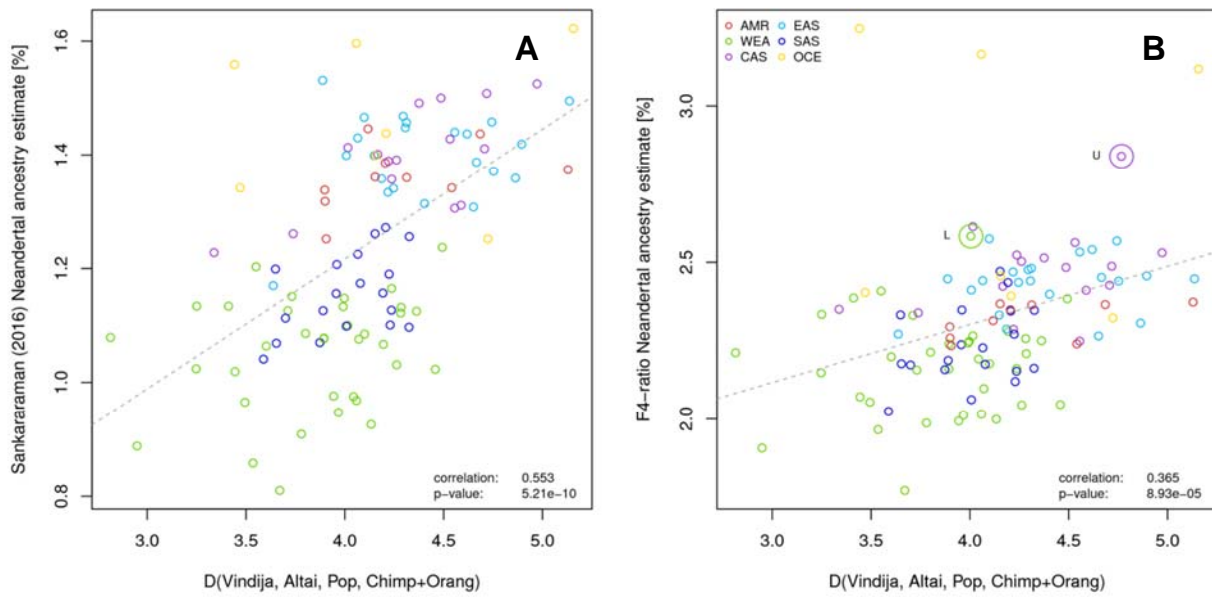 A
Sankararaman (2016) Neandertal ancestry estimate [%]
1.6
1.4
1.2
1.0
0.8
correlation: 0.553
p-value: 5.21e-10
3.0 3.5 4.0 4.5 5.0
D(Vindija, Altai, Pop, Chimp+Orang)
B
AMR EAS
WEA SAS
CAS OCE
F4-ratio Neandertal ancestry estimate [%]
3.0
2.5
2.0
U
L
correlation: 0.365
p-value: 8.93e-05
3.0 3.5 4.0 4.5 5.0
D(Vindija, Altai, Pop, Chimp+Orang)